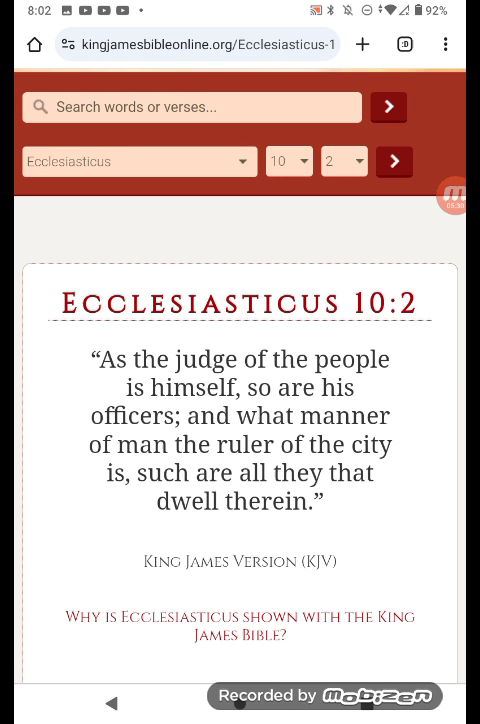 8:02
92%
kingjamesbibleonline.org/Ecclesiasticus-1
:D
Search words or verses...
Ecclesiasticus 10 2
05:30
Ecclesiasticus 10:2
“As the judge of the people
is himself, so are his
officers; and what manner
of man the ruler of the city
is, such are all they that
dwell therein.”
King James Version (KJV)
Why is Ecclesiasticus shown with the King
James Bible?
Recorded by mobizen